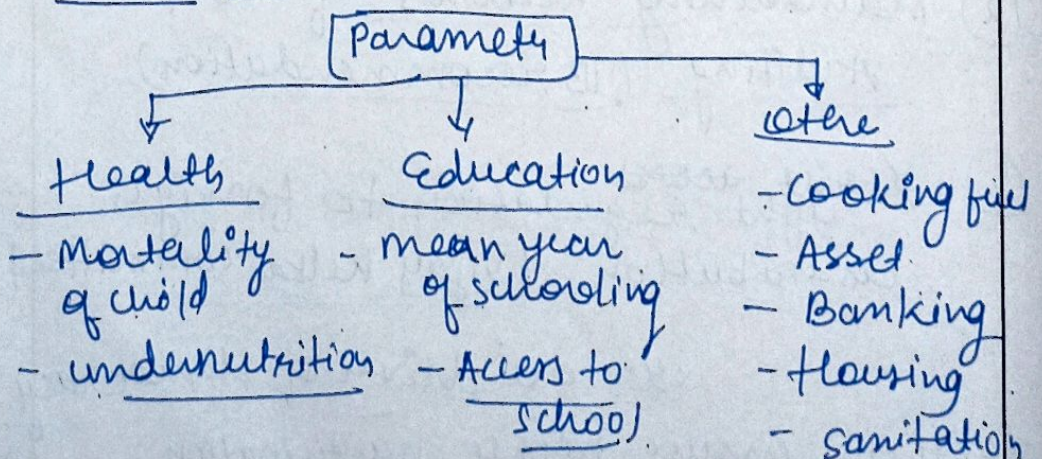 Parameter
Health
- Mortality
of child
- undernutrition
Education
- mean year
of schooling
- Access to
school
Othe
- Cooking fuel
- Asset
- Banking
- Housing
- sanitation